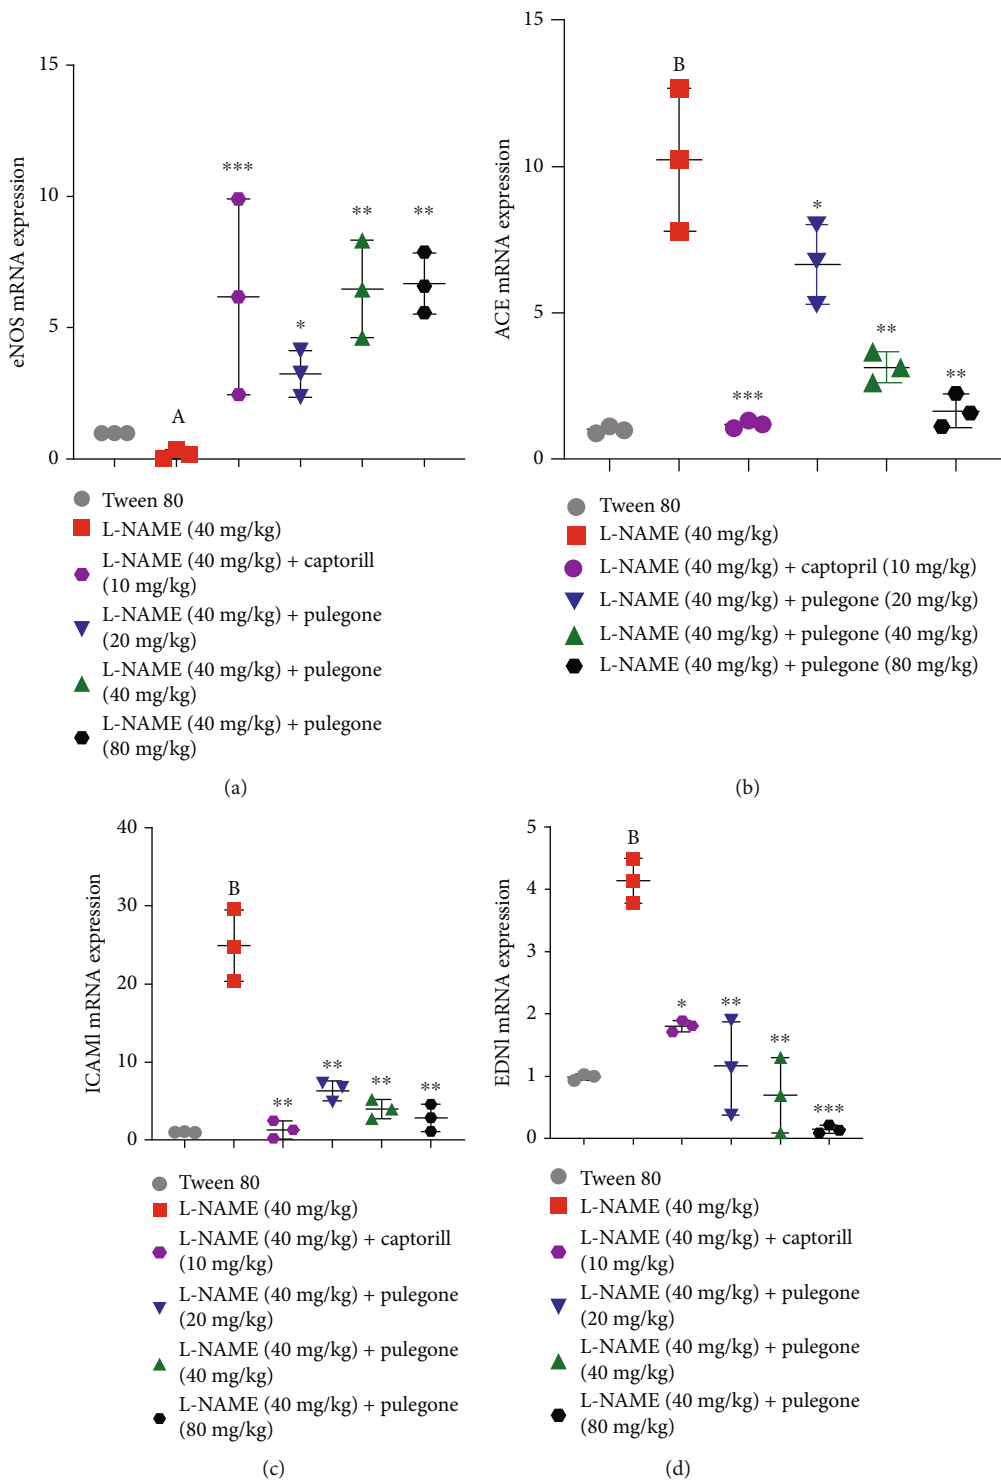 eNOS mRNA expression
15
10
5
0
A
***
*
**
**
Tween 80
L-NAME (40 mg/kg)
L-NAME (40 mg/kg) + captorill
(10 mg/kg)
L-NAME (40 mg/kg) + pulegone
(20 mg/kg)
L-NAME (40 mg/kg) + pulegone
(40 mg/kg)
L-NAME (40 mg/kg) + pulegone
(80 mg/kg)
(a)
ACE mRNA expression
15
10
5
0
B
***
*
**
**
Tween 80
L-NAME (40 mg/kg)
L-NAME (40 mg/kg) + captopril (10 mg/kg)
L-NAME (40 mg/kg) + pulegone (20 mg/kg)
L-NAME (40 mg/kg) + pulegone (40 mg/kg)
L-NAME (40 mg/kg) + pulegone (80 mg/kg)
(b)
ICAMl mRNA expression
40
30
20
10
0
B
**
**
**
**
Tween 80
L-NAME (40 mg/kg)
L-NAME (40 mg/kg) + captorill
(10 mg/kg)
L-NAME (40 mg/kg) + pulegone
(20 mg/kg)
L-NAME (40 mg/kg) + pulegone
(40 mg/kg)
L-NAME (40 mg/kg) + pulegone
(80 mg/kg)
(c)
EDNl mRNA expression
5
4
3
2
1
0
B
*
**
**
***
Tween 80
L-NAME (40 mg/kg)
L-NAME (40 mg/kg) + captorill
(10 mg/kg)
L-NAME (40 mg/kg) + pulegone
(20 mg/kg)
L-NAME (40 mg/kg) + pulegone
(40 mg/kg)
L-NAME (40 mg/kg) + pulegone
(80 mg/kg)
(d)